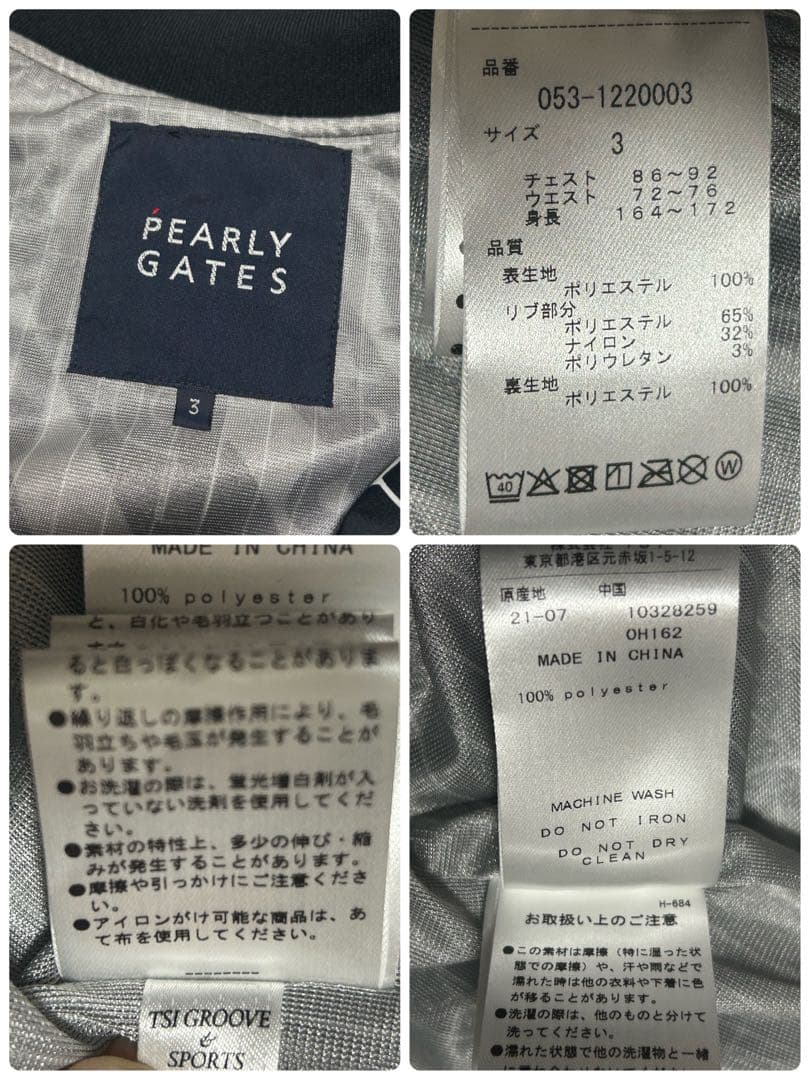 PEARLY
GATES
3
品番
053-1220003
サイズ
3
チェスト 86～92
ウエスト 72～76
身長 164～172
品質
表生地
ポリエステル 100%
リブ部分
ポリエステル 65%
ナイロン 32%
ポリウレタン 3%
裏生地
ポリエステル 100%
40
W
MADE IN CHINA
100% polyester
と、白化や毛羽立つことがあり
ると白っぽくなることがありま
す。
●繰り返しの摩擦作用により、毛
羽立ちや毛玉が発生することが
あります。
●お洗濯の際は、蛍光増白剤が入
っていない洗剤を使用してくだ
さい。
●素材の特性上、多少の伸び・縮
みが発生することがあります。
●摩擦や引っかけにご注意くださ
い。
●アイロンがけ可能な商品は、あ
て布を使用してください。
TSI GROOVE
&
SPORTS
東京都港区元赤坂1-5-12
原産地 中国
21-07 10328259
OH162
MADE IN CHINA
100% polyester
MACHINE WASH
DO NOT IRON
DO NOT DRY
CLEAN
H-684
お取扱い上のご注意
●この素材は摩擦（特に湿った状
態での摩擦）や、汗や雨などで
濡れた時は他の衣料や下着に色
が移ることがあります。
●洗濯の際は、他のものと分けて
洗ってください。
●濡れた状態で他の洗濯物と一緒